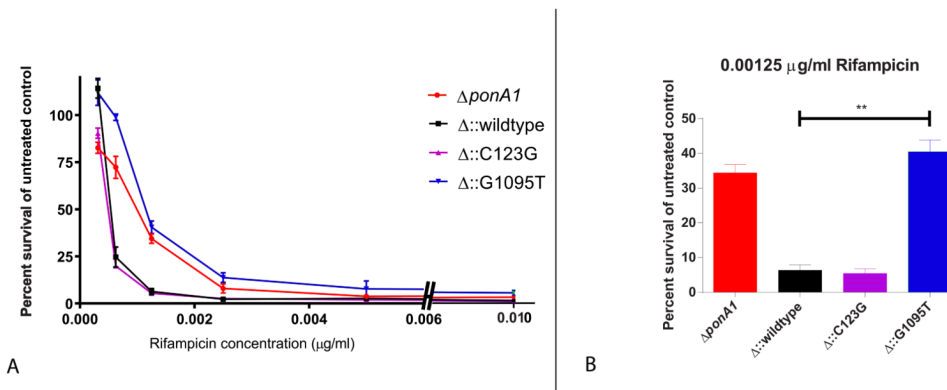 A
Percent survival of untreated control
100
75
50
25
0
0.000
0.002
0.004
0.006
0.010
Rifampicin concentration (μg/ml)
ΔponA1
Δ::wildtype
Δ::C123G
Δ::G1095T
B
0.00125 μg/ml Rifampicin
Percent survival of untreated control
50
40
30
20
10
0
**
ΔponA1
Δ::wildtype
Δ::C123G
Δ::G1095T